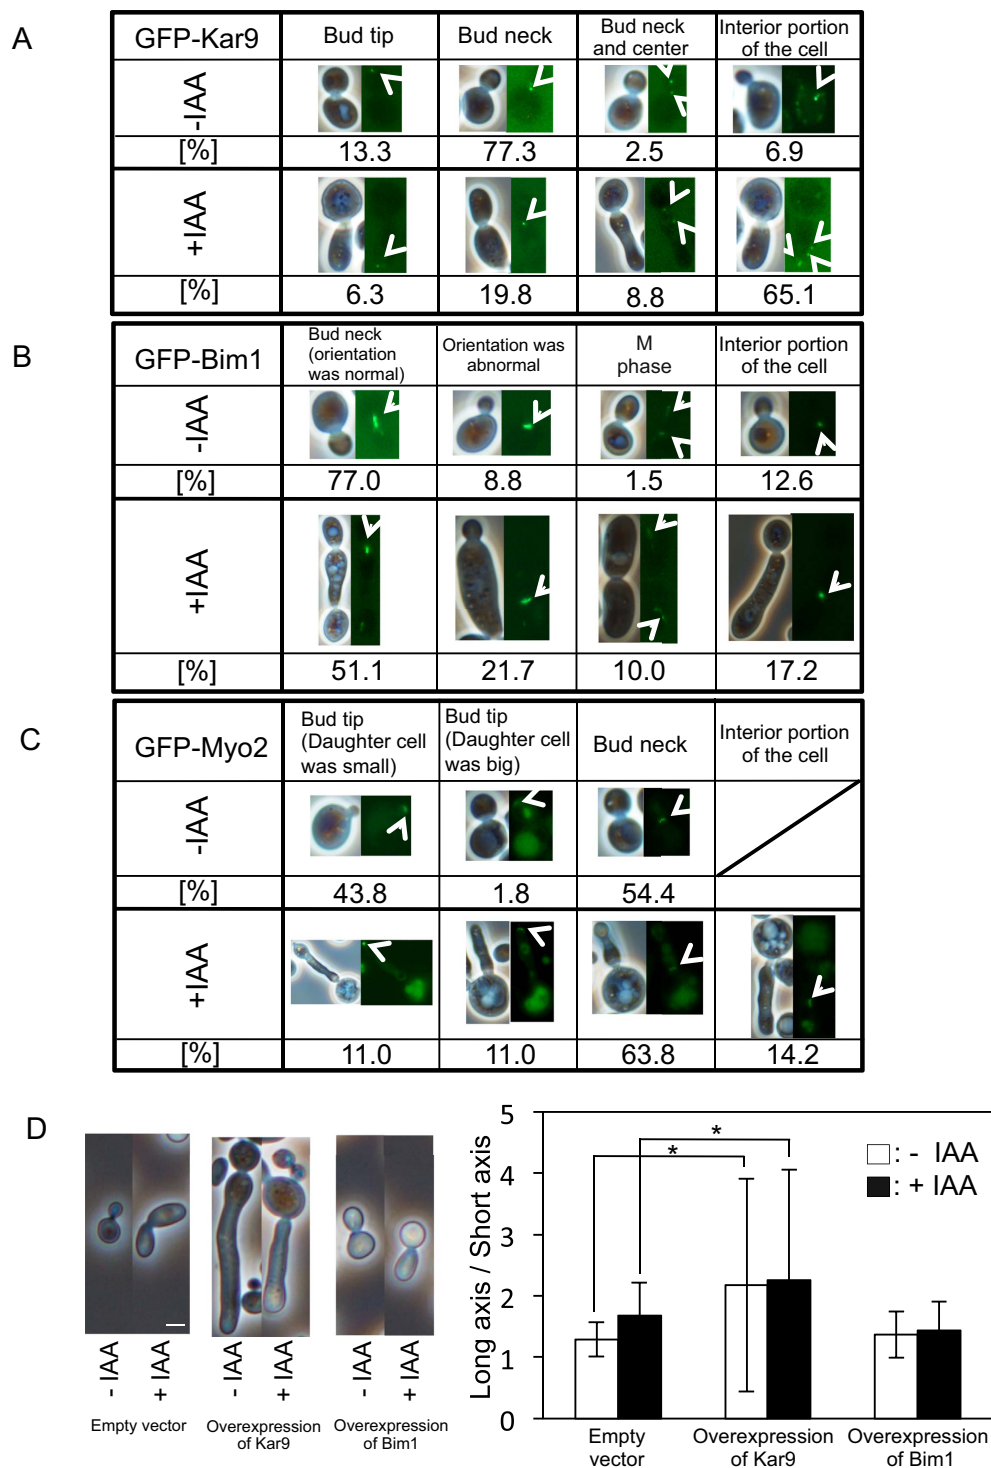 A
GFP-Kar9
Bud tip
Bud neck
Bud neck
and center
Interior portion
of the cell
-IAA
[%]
13.3
77.3
2.5
6.9
+IAA
[%]
6.3
19.8
8.8
65.1
B
GFP-Bim1
Bud neck
(orientation
was normal)
Orientation was
abnormal
M
phase
Interior portion
of the cell
-IAA
[%]
77.0
8.8
1.5
12.6
+IAA
[%]
51.1
21.7
10.0
17.2
C
GFP-Myo2
Bud tip
(Daughter cell
was small)
Bud tip
(Daughter cell
was big)
Bud neck
Interior portion
of the cell
-IAA
[%]
43.8
1.8
54.4
+IAA
[%]
11.0
11.0
63.8
14.2
D
- IAA
+ IAA
- IAA
+ IAA
- IAA
+ IAA
Empty vector
Overexpression
of Kar9
Overexpression
of Bim1
Long axis / Short axis
5
4
3
2
1
0
*
*
: - IAA
: + IAA
Empty
vector
Overexpression
of Kar9
Overexpression
of Bim1